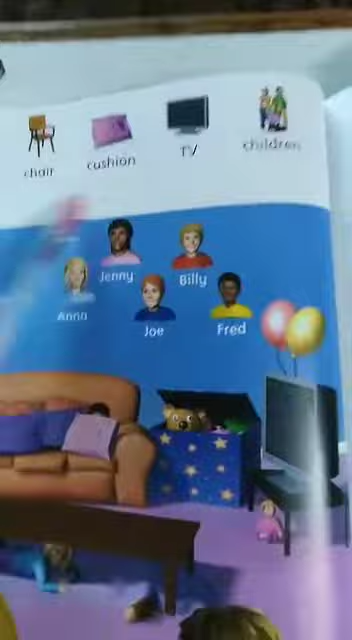 chair
cushion
TV
children
Jenny
Billy
Anna
Joe
Fred